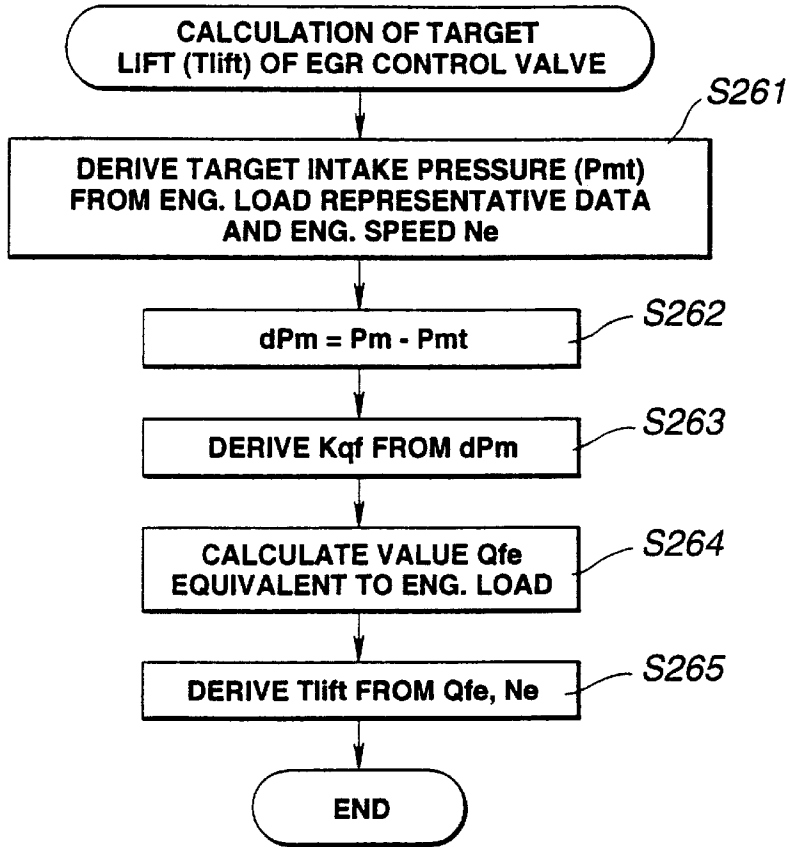 CALCULATION OF TARGET
LIFT (Tlift) OF EGR CONTROL VALVE
S261
DERIVE TARGET INTAKE PRESSURE (Pmt)
FROM ENG. LOAD REPRESENTATIVE DATA
AND ENG. SPEED Ne
S262
dPm = Pm - Pmt
S263
DERIVE Kqf FROM dPm
S264
CALCULATE VALUE Qfe
EQUIVALENT TO ENG. LOAD
S265
DERIVE Tlift FROM Qfe, Ne
END